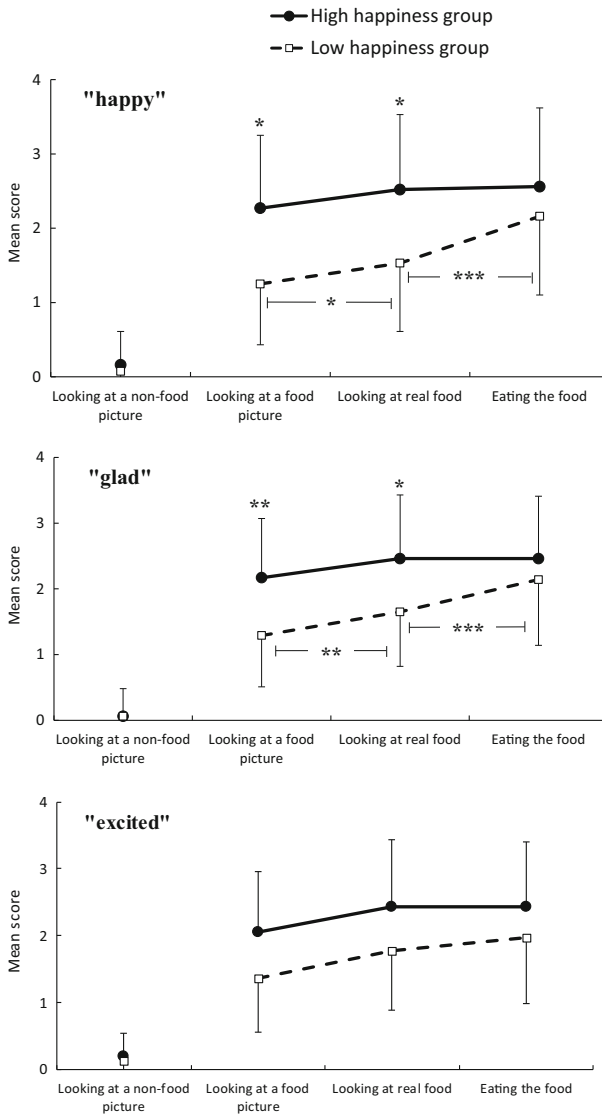 High happiness group
Low happiness group
"happy"
Mean score
4
3
2
1
0
*
*
*
***
Looking at a non-food picture
Looking at a food picture
Looking at real food
Eating the food
"glad"
Mean score
4
3
2
1
0
**
*
**
***
Looking at a non-food picture
Looking at a food picture
Looking at real food
Eating the food
"excited"
Mean score
4
3
2
1
0
Looking at a non-food picture
Looking at a food picture
Looking at real food
Eating the food